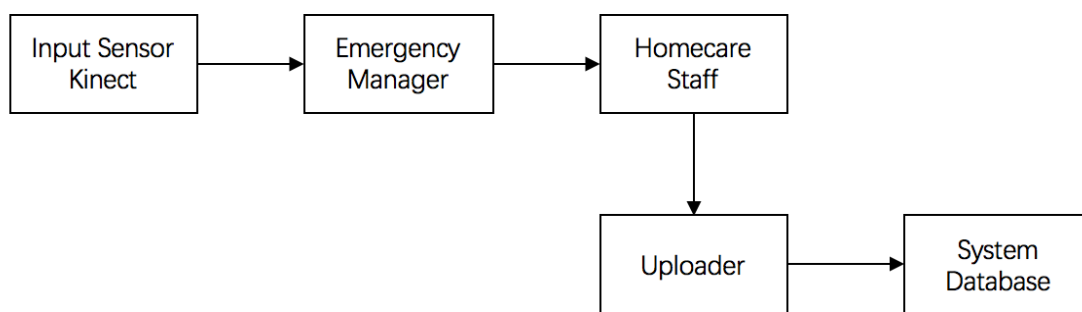 Input Sensor
Kinect
Emergency
Manager
Homecare
Staff
Uploader
System
Database